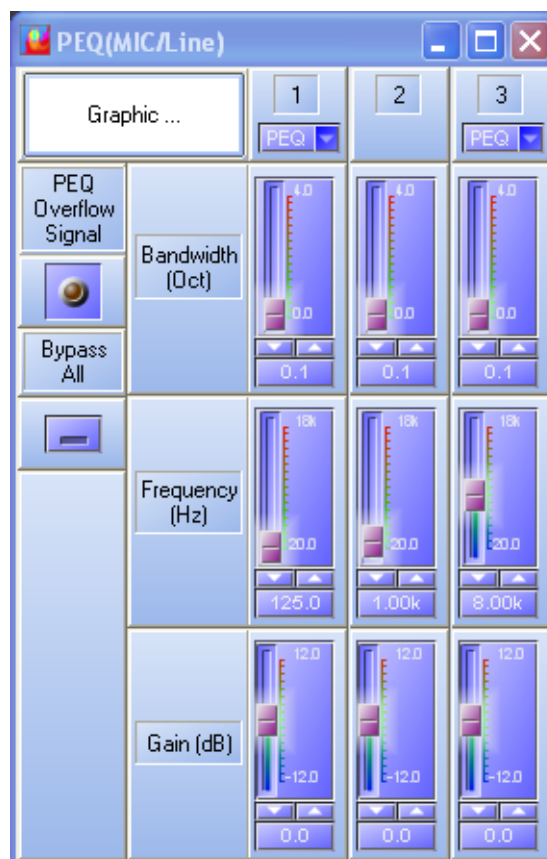 PEQ(MIC/Line)
Graphic ...
1
2
3
PEQ
PEQ
PEQ
Overflow
Signal
Bypass
All
Bandwidth
(Oct)
4.0
4.0
4.0
0.0
0.0
0.0
0.1
0.1
0.1
Frequency
(Hz)
18k
18k
18k
20.0
20.0
20.0
125.0
1.00k
8.00k
Gain (dB)
12.0
12.0
12.0
-12.0
-12.0
-12.0
0.0
0.0
0.0